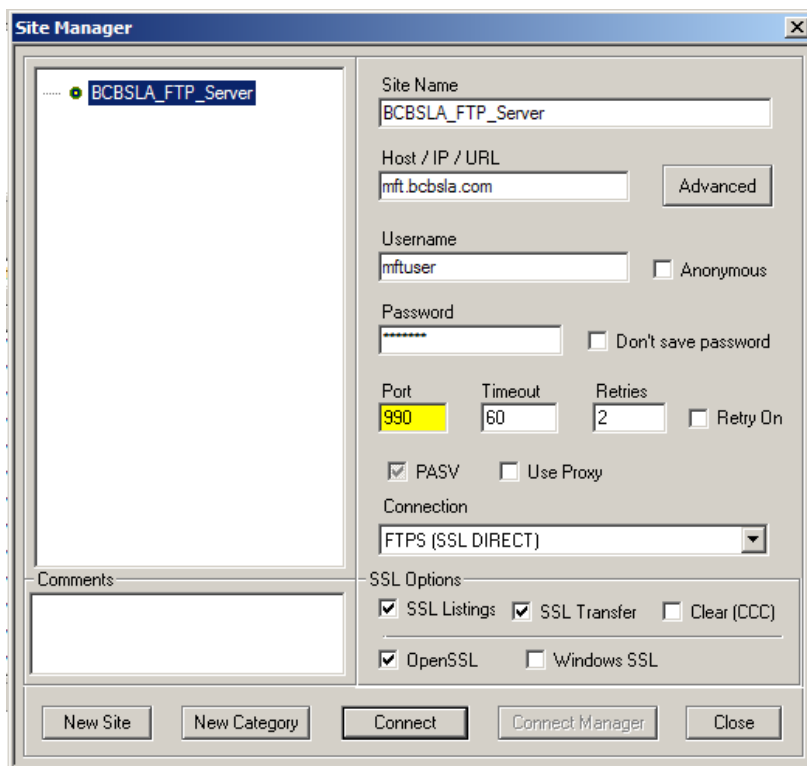 Site Manager
BCBSLA_FTP_Server
Site Name
BCBSLA_FTP_Server
Host / IP / URL
mft.bcbsla.com
Advanced
Username
mftuser
Anonymous
Password
*******
Don't save password
Port Timeout Retries
990 60 2 Retry On
PASV Use Proxy
Connection
FTPS (SSL DIRECT)
Comments
SSL Options
SSL Listings SSL Transfer Clear (CCC)
OpenSSL Windows SSL
New Site New Category Connect Connect Manager Close